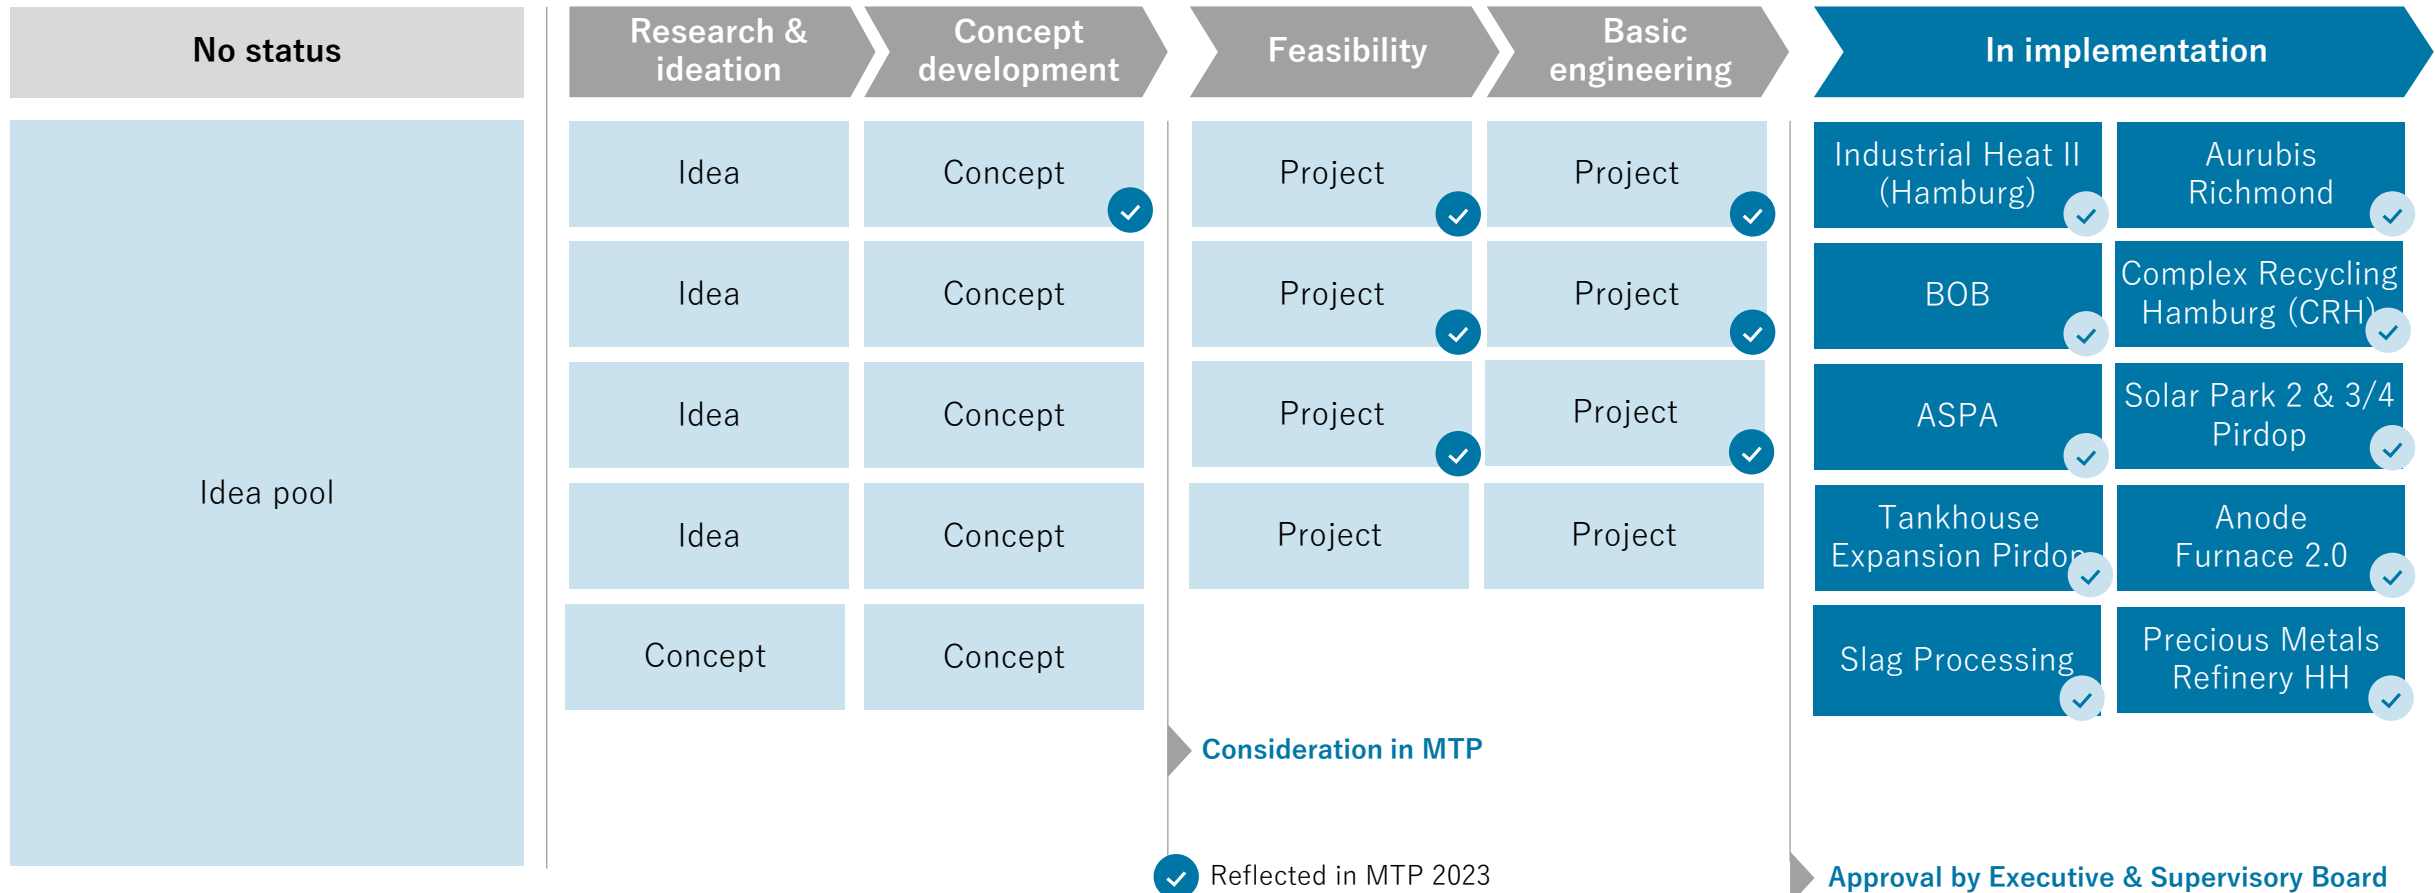 No status
Research &
ideation
Concept
development
Feasibility
Basic
engineering
In implementation
Idea pool
Idea
Concept
Project
Project
Industrial Heat II
(Hamburg)
Aurubis
Richmond
Idea
Concept
Project
Project
BOB
Complex Recycling
Hamburg (CRH)
Idea
Concept
Project
Project
ASPA
Solar Park 2 & 3/4
Pirdop
Idea
Concept
Project
Project
Tankhouse
Expansion Pirdop
Anode
Furnace 2.0
Concept
Concept
Slag Processing
Precious Metals
Refinery HH
Consideration in MTP
Reflected in MTP 2023
Approval by Executive & Supervisory Board